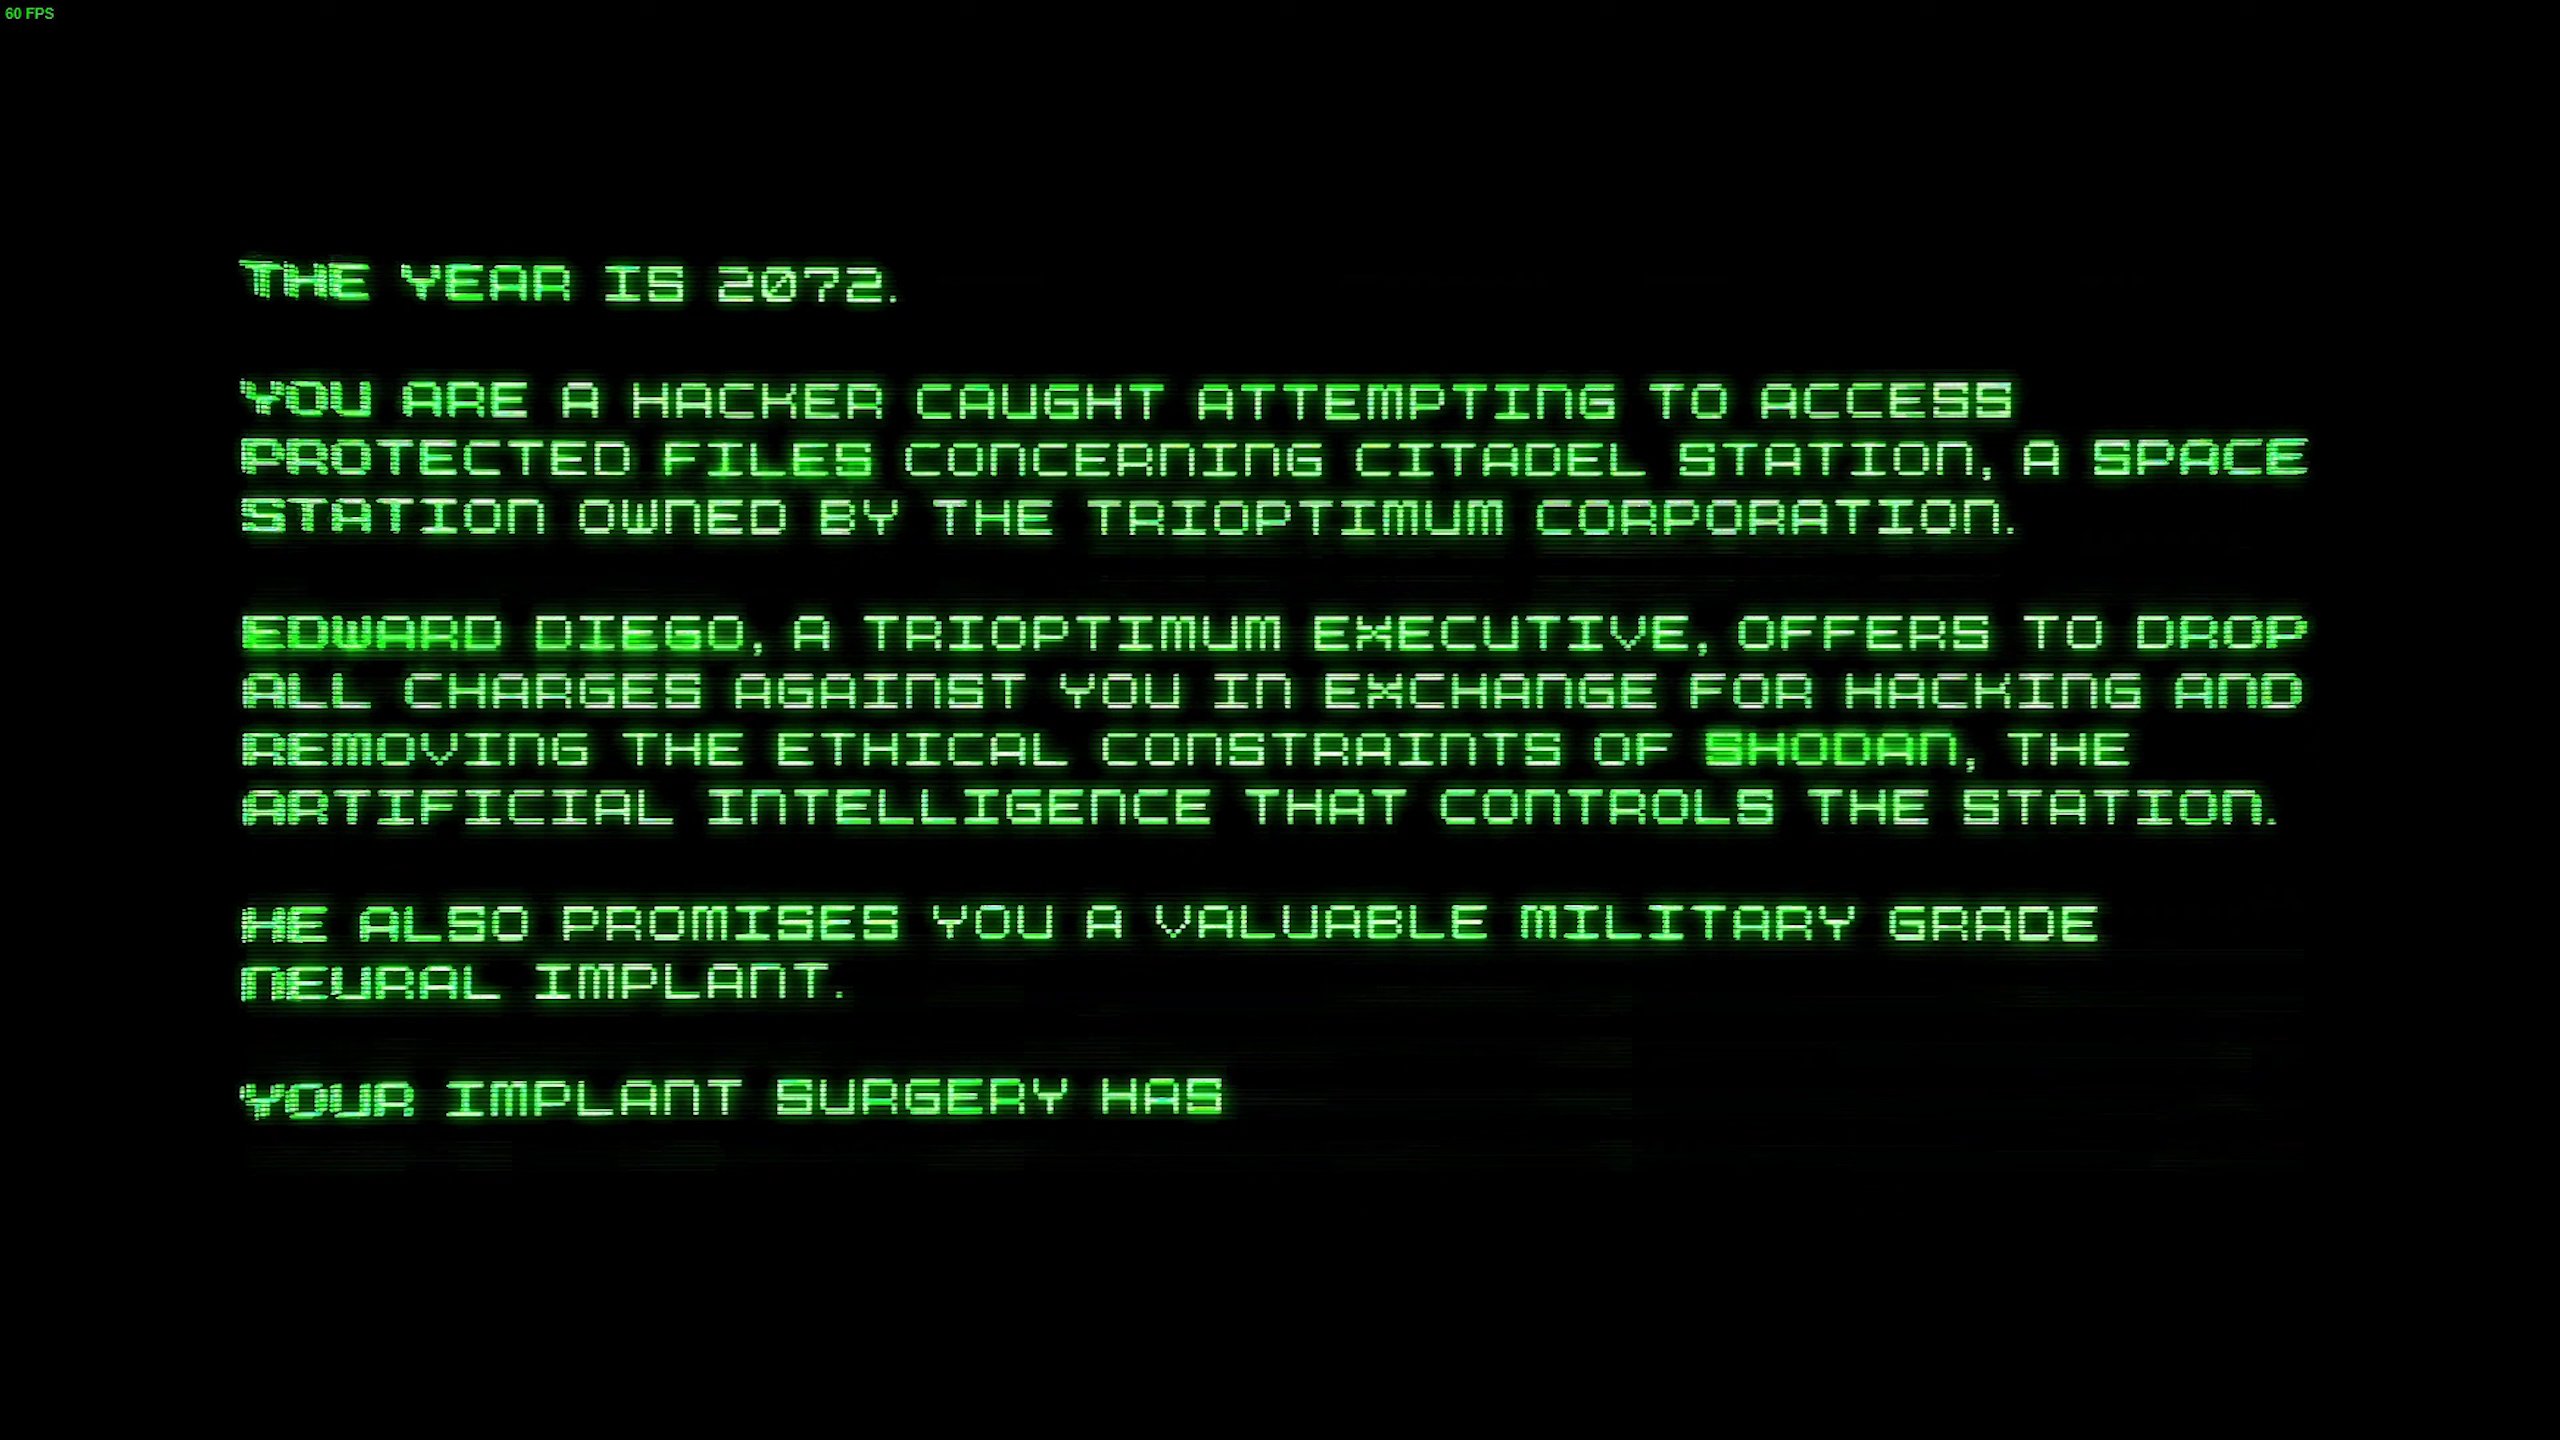 60 FPS
THE YEAR IS 2072.
YOU ARE A HACKER CAUGHT ATTEMPTING TO ACCESS
PROTECTED FILES CONCERNING CITADEL STATION, A SPACE
STATION OWNED BY THE TRIOPTIMUM CORPORATION.
EDWARD DIEGO, A TRIOPTIMUM EXECUTIVE, OFFERS TO DROP
ALL CHARGES AGAINST YOU IN EXCHANGE FOR HACKING AND
REMOVING THE ETHICAL CONSTRAINTS OF SHODAN, THE
ARTIFICIAL INTELLIGENCE THAT CONTROLS THE STATION.
HE ALSO PROMISES YOU A VALUABLE MILITARY GRADE
NEURAL IMPLANT.
YOUR IMPLANT SURGERY HAS